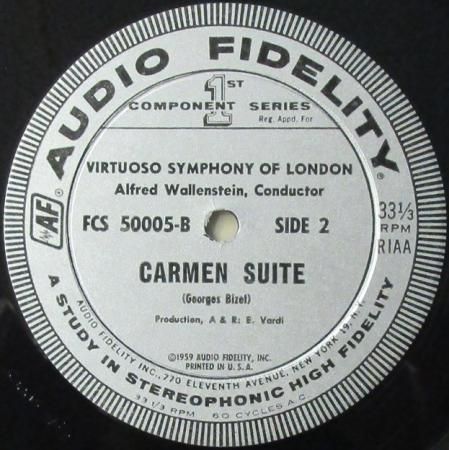 AUDIO FIDELITY®
1ST
COMPONENT SERIES
Reg. Appd. For
VIRTUOSO SYMPHONY OF LONDON
Alfred Wallenstein, Conductor
FCS 50005-B SIDE 2
33⅓
RPM
RIAA
AF®
CARMEN SUITE
(Georges Bizet)
Production, A & R: E. Vardi
©1959 AUDIO FIDELITY, INC.
PRINTED IN U.S.A.
AUDIO FIDELITY INC., 770 ELEVENTH AVENUE, NEW YORK 19, N.Y.
A STUDY IN STEREOPHONIC HIGH FIDELITY
33 1/3 RPM 60 CYCLES A.C.